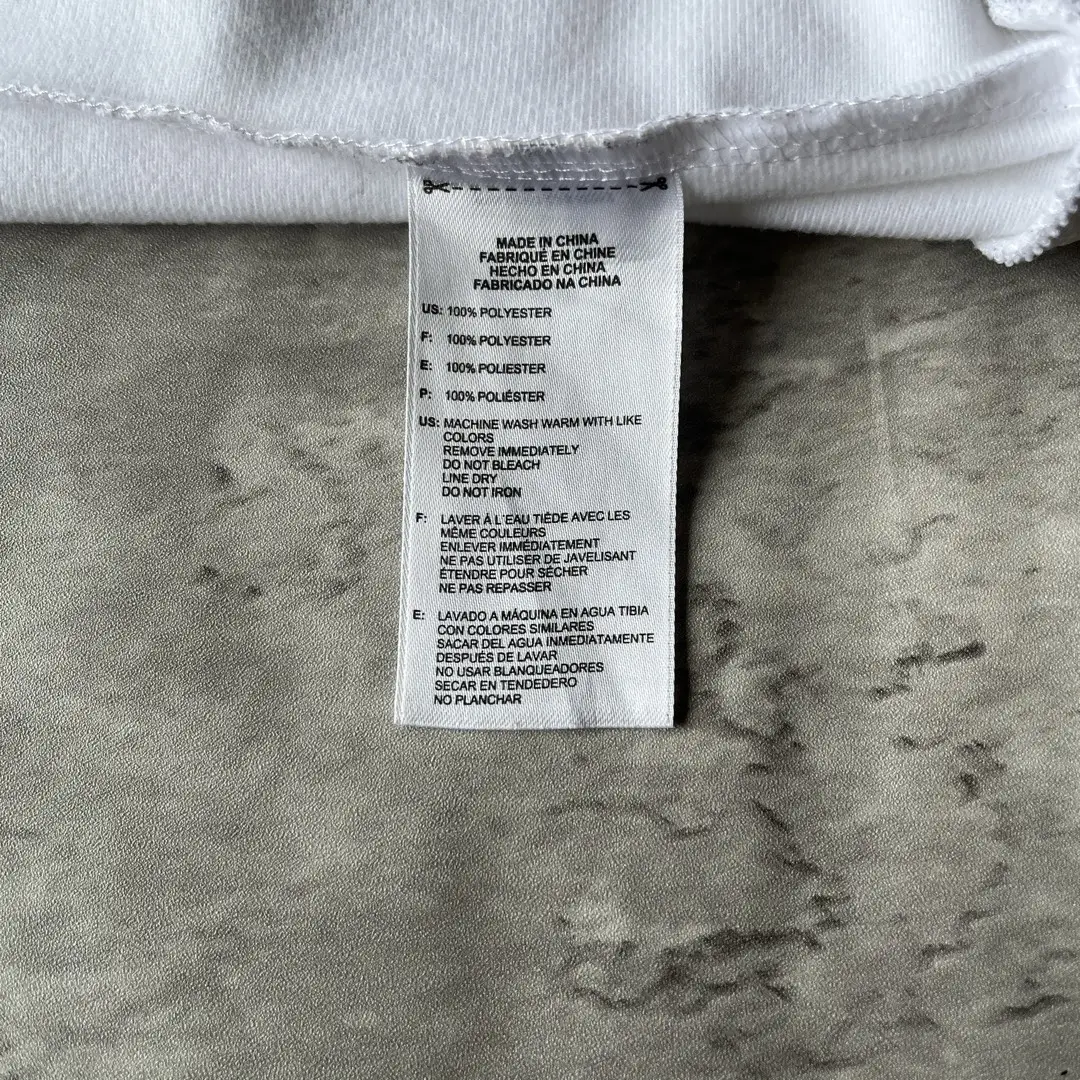 MADE IN CHINA
FABRIQUÉ EN CHINE
HECHO EN CHINA
FABRICADO NA CHINA
US: 100% POLYESTER
F: 100% POLYESTER
E: 100% POLIESTER
P: 100% POLIÉSTER
US: MACHINE WASH WARM WITH LIKE
COLORS
REMOVE IMMEDIATELY
DO NOT BLEACH
LINE DRY
DO NOT IRON
F: LAVER À L'EAU TIÈDE AVEC LES
MÊME COULEURS
ENLEVER IMMÉDIATEMENT
NE PAS UTILISER DE JAVELISANT
ÉTENDRE POUR SÉCHER
NE PAS REPASSER
E: LAVADO A MÁQUINA EN AGUA TIBIA
CON COLORES SIMILARES
SACAR DEL AGUA INMEDIATAMENTE
DESPUÉS DE LAVAR
NO USAR BLANQUEADORES
SECAR EN TENDEDERO
NO PLANCHAR